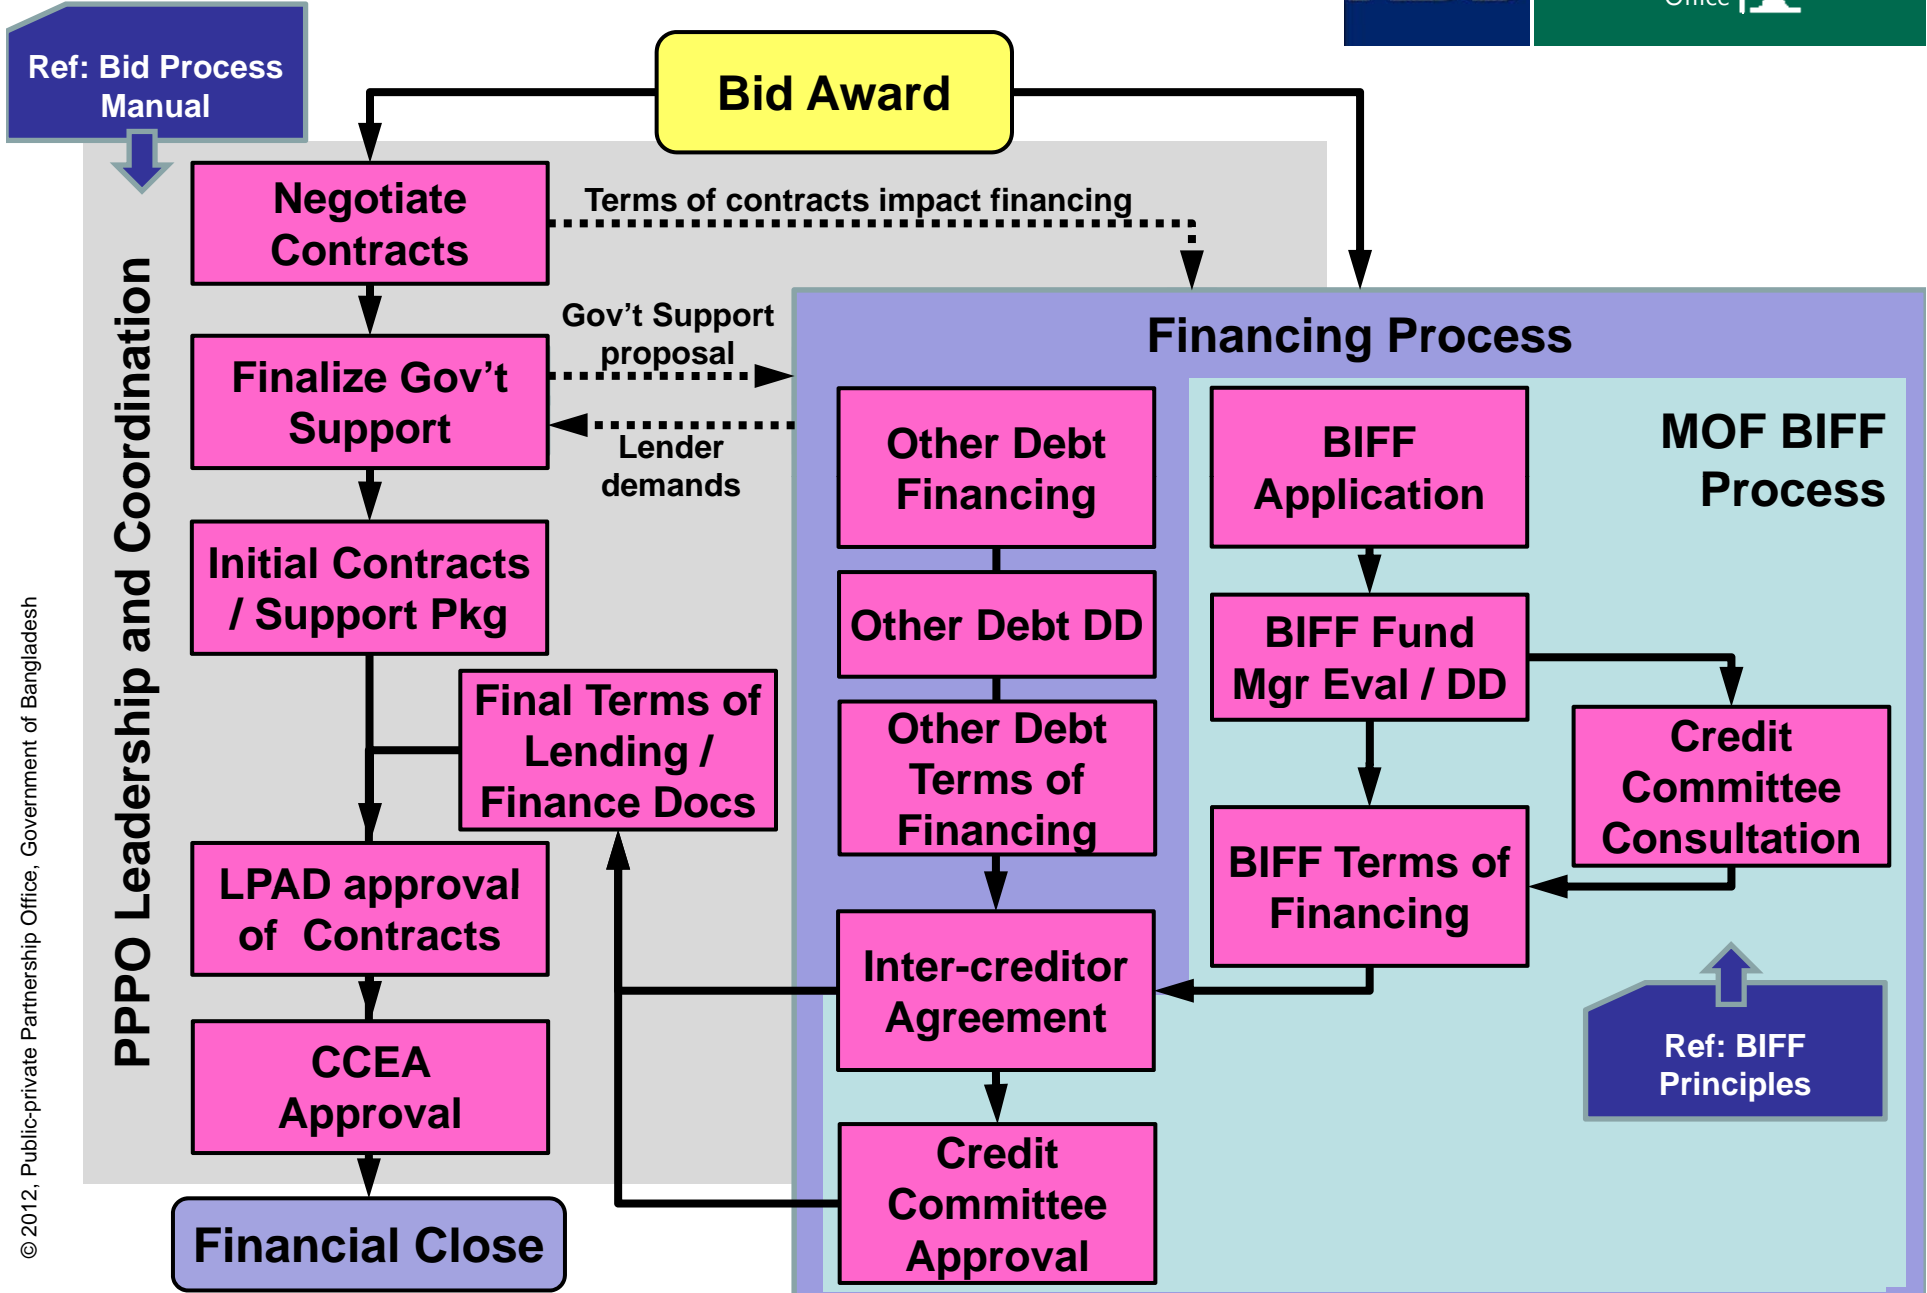 Office
Ref: Bid Process
Manual
Bid Award
Negotiate
Contracts
Terms of contracts impact financing
Gov't Support
proposal
Finalize Gov't
Support
Lender
demands
Initial Contracts
/ Support Pkg
Final Terms of
Lending /
Finance Docs
LPAD approval
of Contracts
CCEA
Approval
Financial Close
PPPO Leadership and Coordination
Financing Process
Other Debt
Financing
Other Debt DD
Other Debt
Terms of
Financing
Inter-creditor
Agreement
Credit
Committee
Approval
MOF BIFF
Process
BIFF
Application
BIFF Fund
Mgr Eval / DD
Credit
Committee
Consultation
BIFF Terms of
Financing
Ref: BIFF
Principles
© 2012, Public-private Partnership Office, Government of Bangladesh